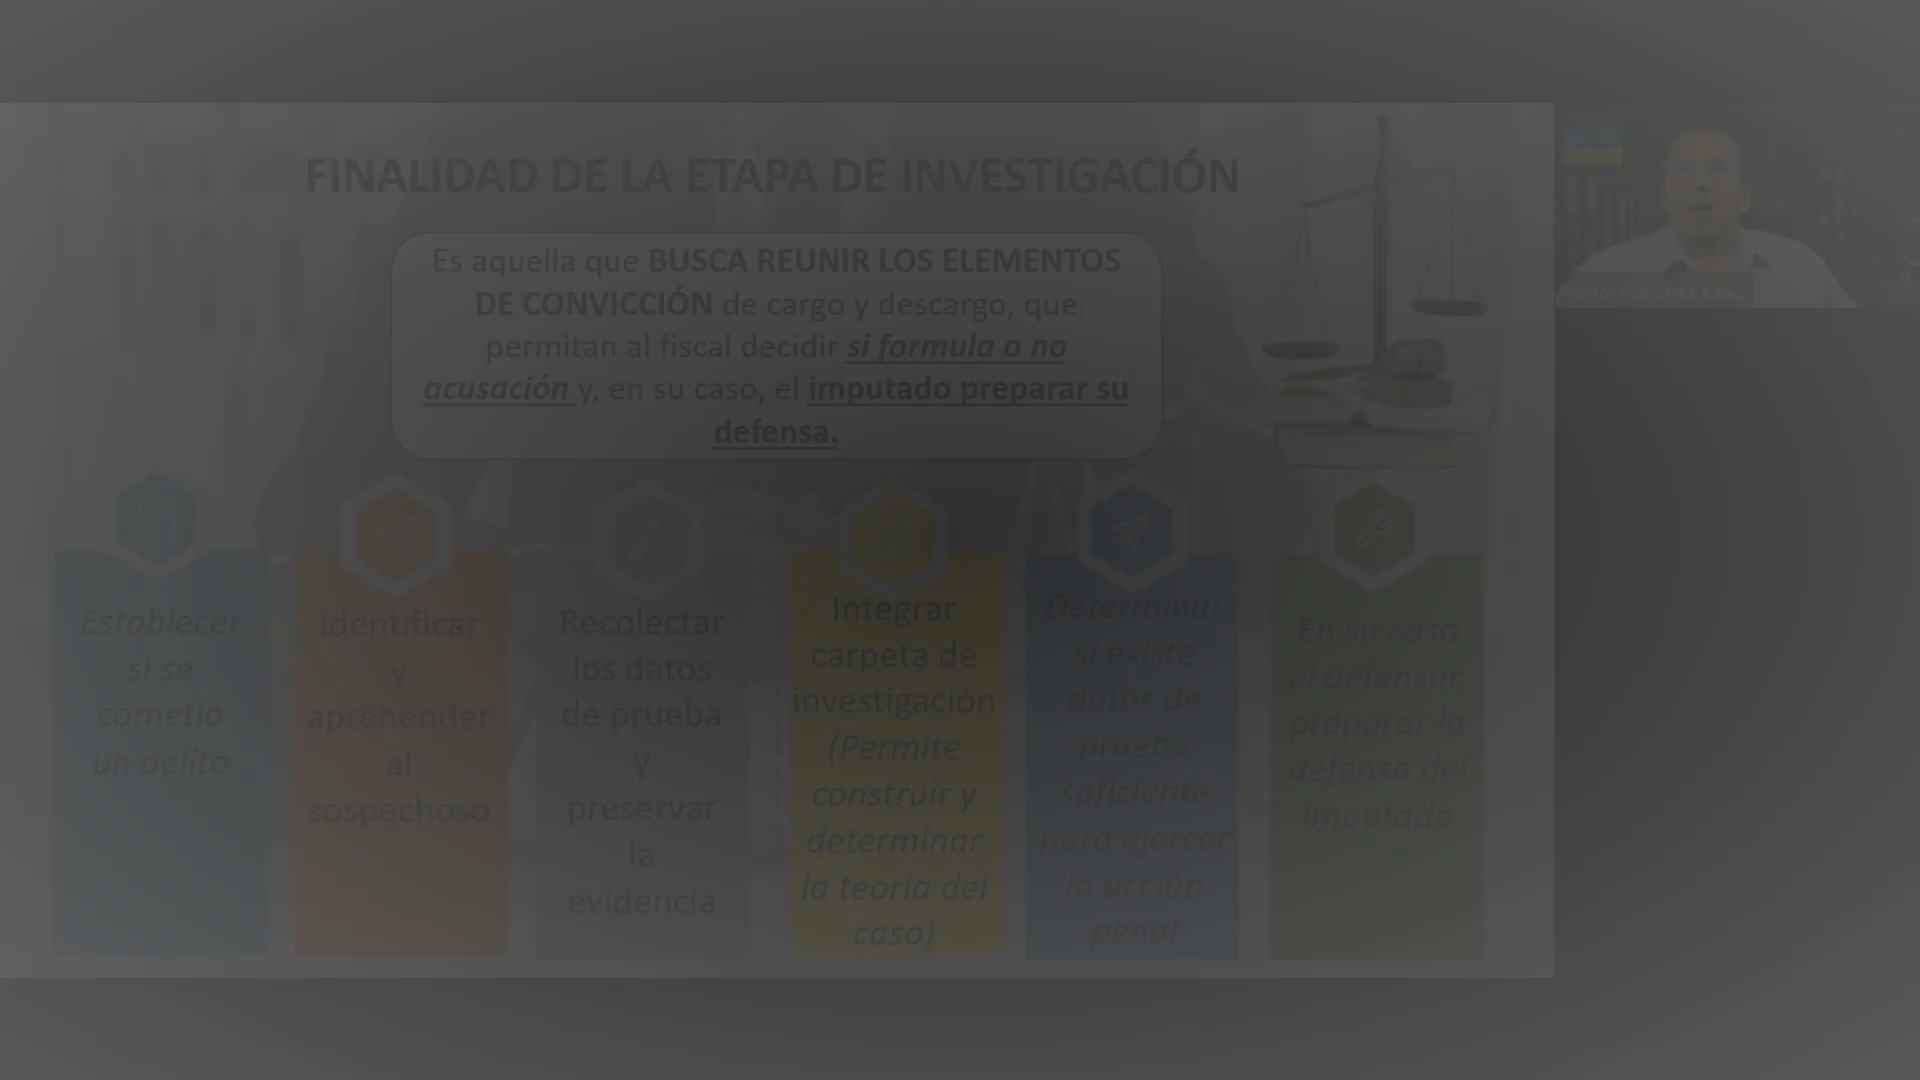 FINALIDAD DE LA ETAPA DE INVESTIGACIÓN
Es aquella que BUSCA REUNIR LOS ELEMENTOS
DE CONVICCIÓN de cargo y descargo, que
permitan al fiscal decidir si formula o no
acusación y, en su caso, el imputado preparar su
defensa.
Establecer
si se
cometió
un delito
Identificar
y
aprehender
al
sospechoso
Recolectar
los datos
de prueba
y
preservar
la
evidencia
Integrar
carpeta de
investigación
(Permite
construir y
determinar
la teoría del
caso)
Determinar
si existe
datos de
prueba
suficiente
para ejercer
la acción
penal
En su caso
el defensor,
preparar la
defensa del
imputado
Héctor Martínez San...